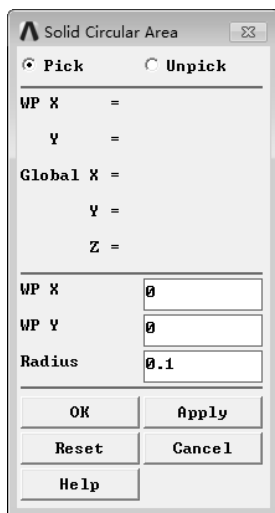 Solid Circular Area
Pick Unpick
WP X =
Y =
Global X =
Y =
Z =
WP X 0
WP Y 0
Radius 0.1
OK Apply
Reset Cancel
Help